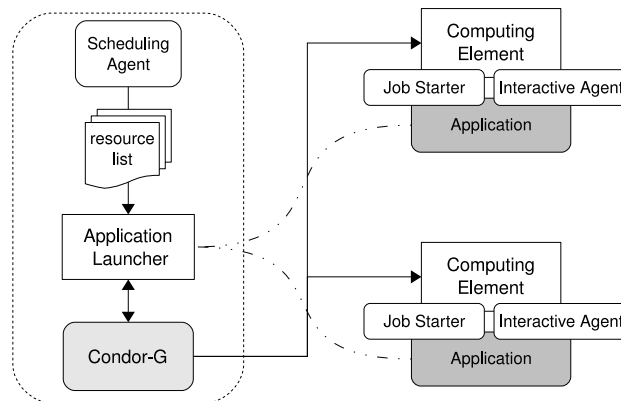 Scheduling
Agent
resource
list
Application
Launcher
Condor-G
Computing
Element
Job Starter
Interactive Agent
Application
Computing
Element
Job Starter
Interactive Agent
Application